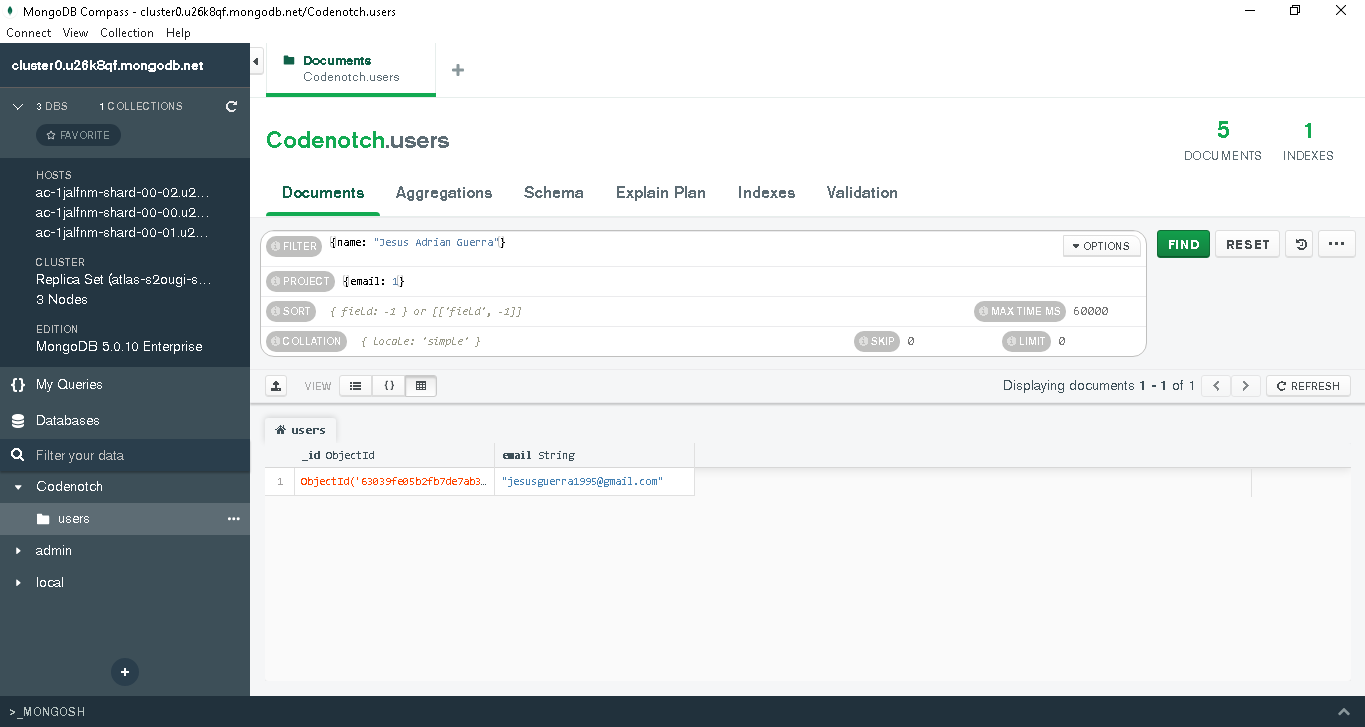 MongoDB Compass - cluster0.u26k8qf.mongodb.net/Codenotch.users
Connect View Collection Help
cluster0.u26k8qf.mongodb.net
3 DBS 1 COLLECTIONS
FAVORITE
HOSTS
ac-1jalfnm-shard-00-02.u2...
ac-1jalfnm-shard-00-00.u2...
ac-1jalfnm-shard-00-01.u2...
CLUSTER
Replica Set (atlas-s2ougi-s...
3 Nodes
EDITION
MongoDB 5.0.10 Enterprise
{} My Queries
Databases
Filter your data
Codenotch
users ...
admin
local
+
Documents
Codenotch.users
+
Codenotch.users
5
DOCUMENTS
1
INDEXES
Documents Aggregations Schema Explain Plan Indexes Validation
FILTER {name: "Jesus Adrian Guerra"} OPTIONS FIND RESET ...
PROJECT {email: 1}
SORT { field: -1 } or [['field', -1]] MAX TIME MS 60000
COLLATION { locale: 'simple' } SKIP 0 LIMIT 0
VIEW {} Displaying documents 1 - 1 of 1 < > REFRESH
users
_id ObjectId email String
1 ObjectId('63039fe05b2fb7de7ab3... "jesusguerra1995@gmail.com"
>_MONGOSH